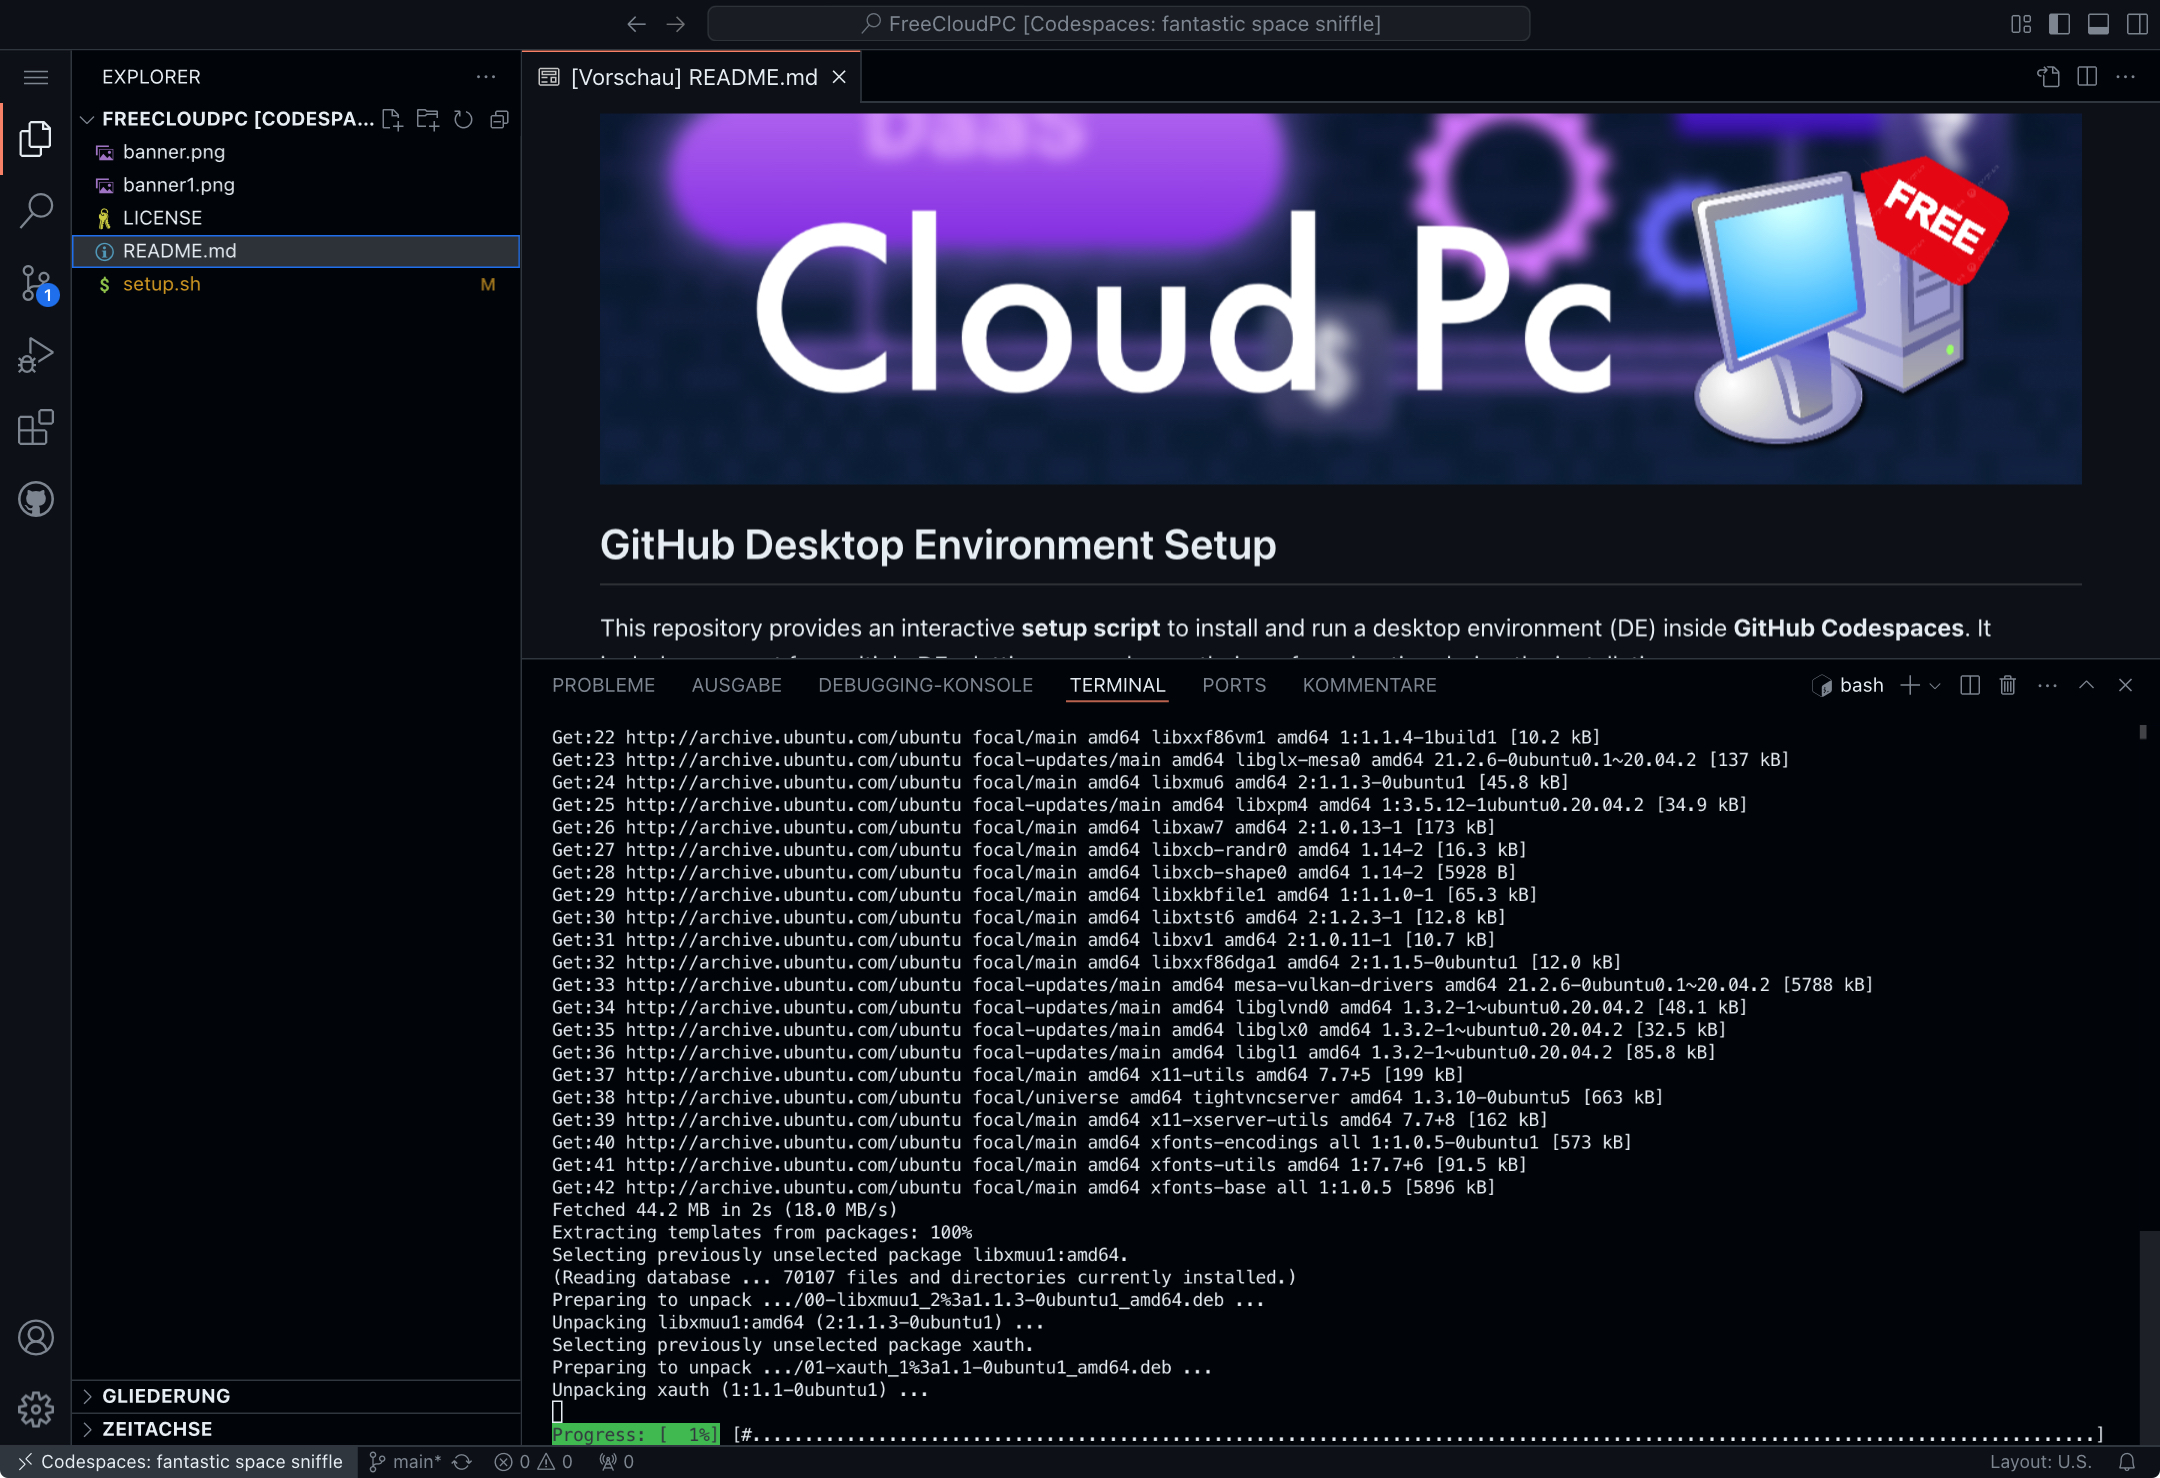 FreeCloudPC [Codespaces: fantastic space sniffle]
EXPLORER
FREECLOUDPC [CODESPA...
banner.png
banner1.png
LICENSE
README.md
setup.sh M
1
GLIEDERUNG
ZEITACHSE
[Vorschau] README.md
DaaS
Cloud Pc
FREE
$
GitHub Desktop Environment Setup
This repository provides an interactive setup script to install and run a desktop environment (DE) inside GitHub Codespaces. It
PROBLEME AUSGABE DEBUGGING-KONSOLE TERMINAL PORTS KOMMENTARE
bash
Get:22 http://archive.ubuntu.com/ubuntu focal/main amd64 libxxf86vm1 amd64 1:1.1.4-1build1 [10.2 kB]
Get:23 http://archive.ubuntu.com/ubuntu focal-updates/main amd64 libglx-mesa0 amd64 21.2.6-0ubuntu0.1~20.04.2 [137 kB]
Get:24 http://archive.ubuntu.com/ubuntu focal/main amd64 libxmu6 amd64 2:1.1.3-0ubuntu1 [45.8 kB]
Get:25 http://archive.ubuntu.com/ubuntu focal-updates/main amd64 libxpm4 amd64 1:3.5.12-1ubuntu0.20.04.2 [34.9 kB]
Get:26 http://archive.ubuntu.com/ubuntu focal/main amd64 libxaw7 amd64 2:1.0.13-1 [173 kB]
Get:27 http://archive.ubuntu.com/ubuntu focal/main amd64 libxcb-randr0 amd64 1.14-2 [16.3 kB]
Get:28 http://archive.ubuntu.com/ubuntu focal/main amd64 libxcb-shape0 amd64 1.14-2 [5928 B]
Get:29 http://archive.ubuntu.com/ubuntu focal/main amd64 libxkbfile1 amd64 1:1.1.0-1 [65.3 kB]
Get:30 http://archive.ubuntu.com/ubuntu focal/main amd64 libxtst6 amd64 2:1.2.3-1 [12.8 kB]
Get:31 http://archive.ubuntu.com/ubuntu focal/main amd64 libxv1 amd64 2:1.0.11-1 [10.7 kB]
Get:32 http://archive.ubuntu.com/ubuntu focal/main amd64 libxxf86dga1 amd64 2:1.1.5-0ubuntu1 [12.0 kB]
Get:33 http://archive.ubuntu.com/ubuntu focal-updates/main amd64 mesa-vulkan-drivers amd64 21.2.6-0ubuntu0.1~20.04.2 [5788 kB]
Get:34 http://archive.ubuntu.com/ubuntu focal-updates/main amd64 libglvnd0 amd64 1.3.2-1~ubuntu0.20.04.2 [48.1 kB]
Get:35 http://archive.ubuntu.com/ubuntu focal-updates/main amd64 libglx0 amd64 1.3.2-1~ubuntu0.20.04.2 [32.5 kB]
Get:36 http://archive.ubuntu.com/ubuntu focal-updates/main amd64 libgl1 amd64 1.3.2-1~ubuntu0.20.04.2 [85.8 kB]
Get:37 http://archive.ubuntu.com/ubuntu focal/main amd64 x11-utils amd64 7.7+5 [199 kB]
Get:38 http://archive.ubuntu.com/ubuntu focal/universe amd64 tightvncserver amd64 1.3.10-0ubuntu5 [663 kB]
Get:39 http://archive.ubuntu.com/ubuntu focal/main amd64 x11-xserver-utils amd64 7.7+8 [162 kB]
Get:40 http://archive.ubuntu.com/ubuntu focal/main amd64 xfonts-encodings all 1:1.0.5-0ubuntu1 [573 kB]
Get:41 http://archive.ubuntu.com/ubuntu focal/main amd64 xfonts-utils amd64 1:7.7+6 [91.5 kB]
Get:42 http://archive.ubuntu.com/ubuntu focal/main amd64 xfonts-base all 1:1.0.5 [5896 kB]
Fetched 44.2 MB in 2s (18.0 MB/s)
Extracting templates from packages: 100%
Selecting previously unselected package libxmuu1:amd64.
(Reading database ... 70107 files and directories currently installed.)
Preparing to unpack .../00-libxmuu1_2%3a1.1.3-0ubuntu1_amd64.deb ...
Unpacking libxmuu1:amd64 (2:1.1.3-0ubuntu1) ...
Selecting previously unselected package xauth.
Preparing to unpack .../01-xauth_1%3a1.1-0ubuntu1_amd64.deb ...
Unpacking xauth (1:1.1-0ubuntu1) ...
Progress: [  1%] [#................................................................................................................................]
Codespaces: fantastic space sniffle main* 0 0 0 Layout: U.S.